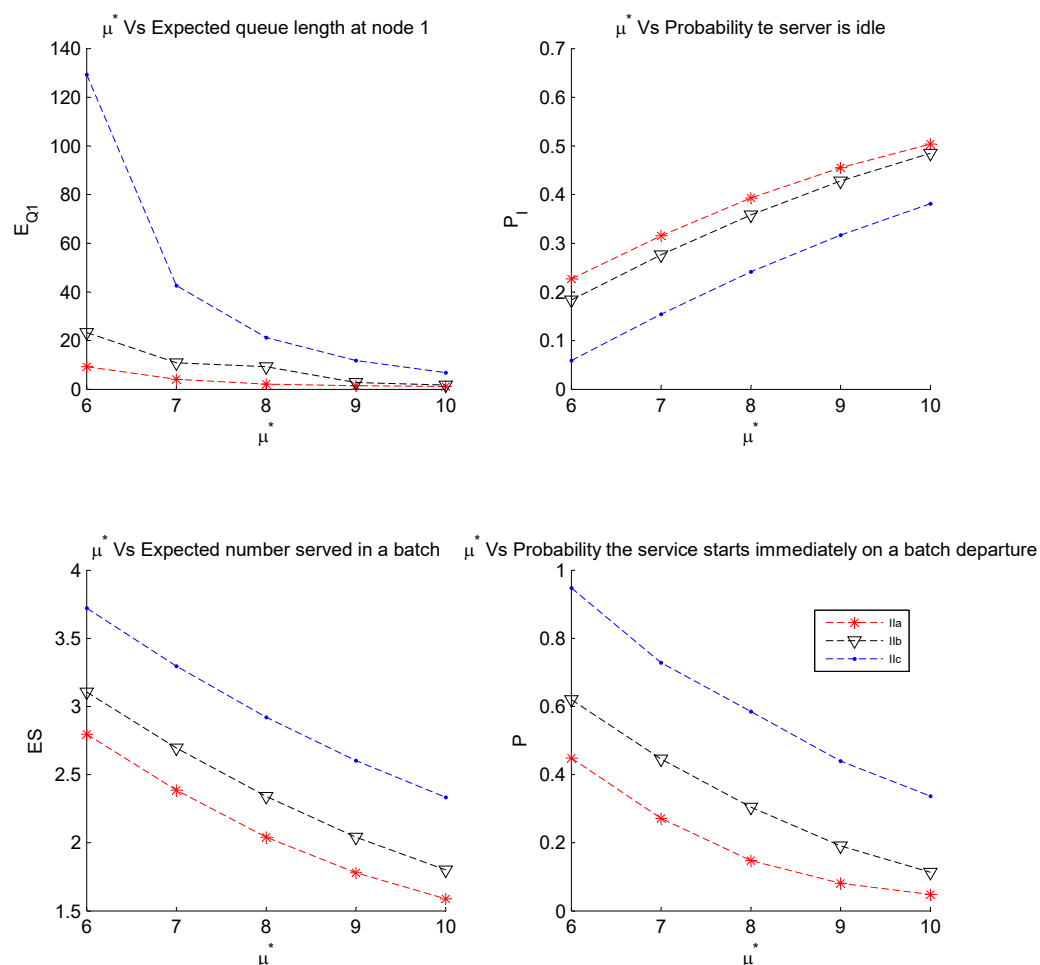 μ* Vs Expected queue length at node 1
140
120
100
80
60
40
20
0
E_Q1
6 7 8 9 10
μ*
μ* Vs Probability te server is idle
0.7
0.6
0.5
0.4
0.3
0.2
0.1
0
P_I
6 7 8 9 10
μ*
μ* Vs Expected number served in a batch
4
3.5
3
2.5
2
1.5
ES
6 7 8 9 10
μ*
μ* Vs Probability the service starts immediately on a batch departure
1
0.8
0.6
0.4
0.2
0
P
6 7 8 9 10
μ*
IIa
IIb
IIc